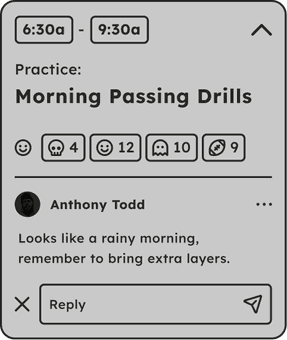 6:30a - 9:30a
Practice:
Morning Passing Drills
4 12 10 9
Anthony Todd
Looks like a rainy morning,
remember to bring extra layers.
Reply